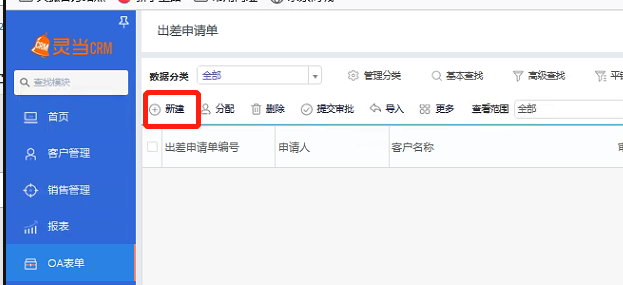 灵当CRM
出差申请单
查找模块
数据分类 全部 管理分类 基本查找 高级查找
新建 分配 删除 提交审批 导入 更多 查看范围 全部
首页
出差申请单编号 申请人 客户名称
客户管理
销售管理
报表
OA表单